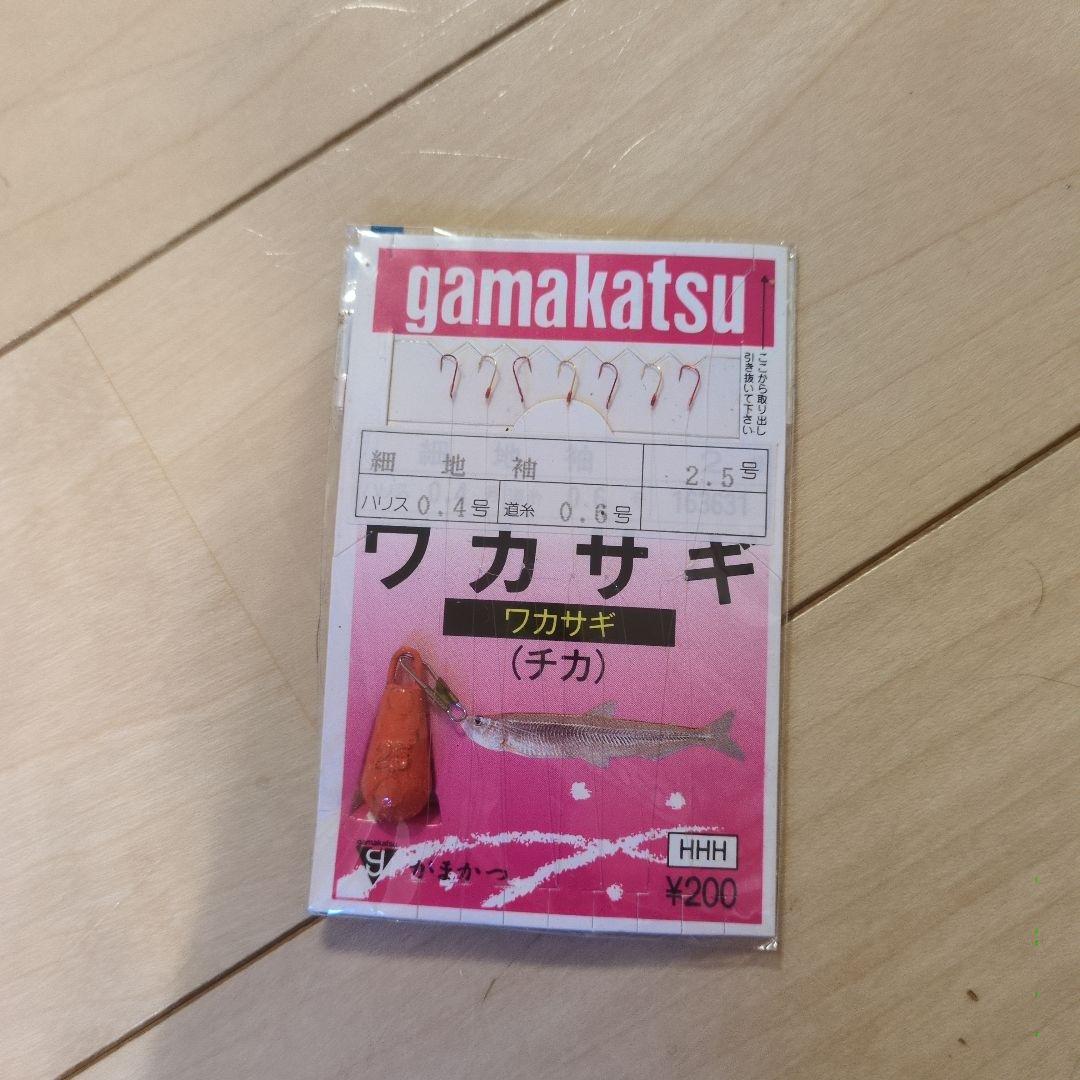 gamakatsu
ここから取り出し
引き抜いて下さい
細地袖 2.5号
ハリス 0.4号 道糸 0.6号
163631
ワカサギ
ワカサギ
(チカ)
gamakatsu
g
がまかつ
HHH
¥200